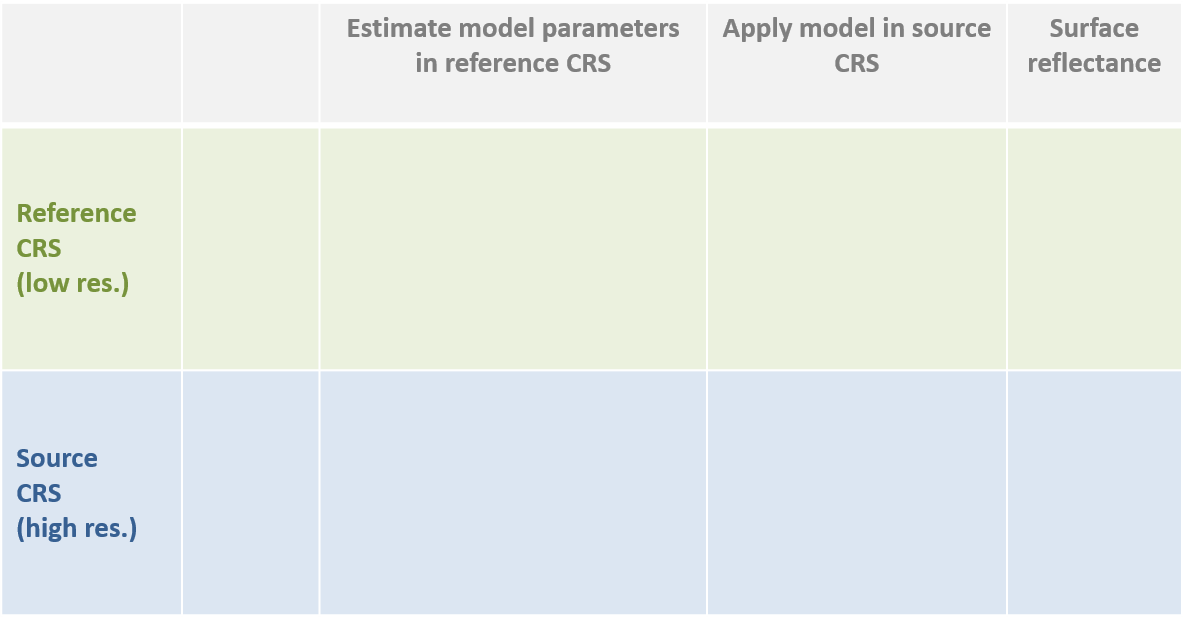 Estimate model parameters
in reference CRS
Apply model in source
CRS
Surface
reflectance
Reference
CRS
(low res.)
Source
CRS
(high res.)